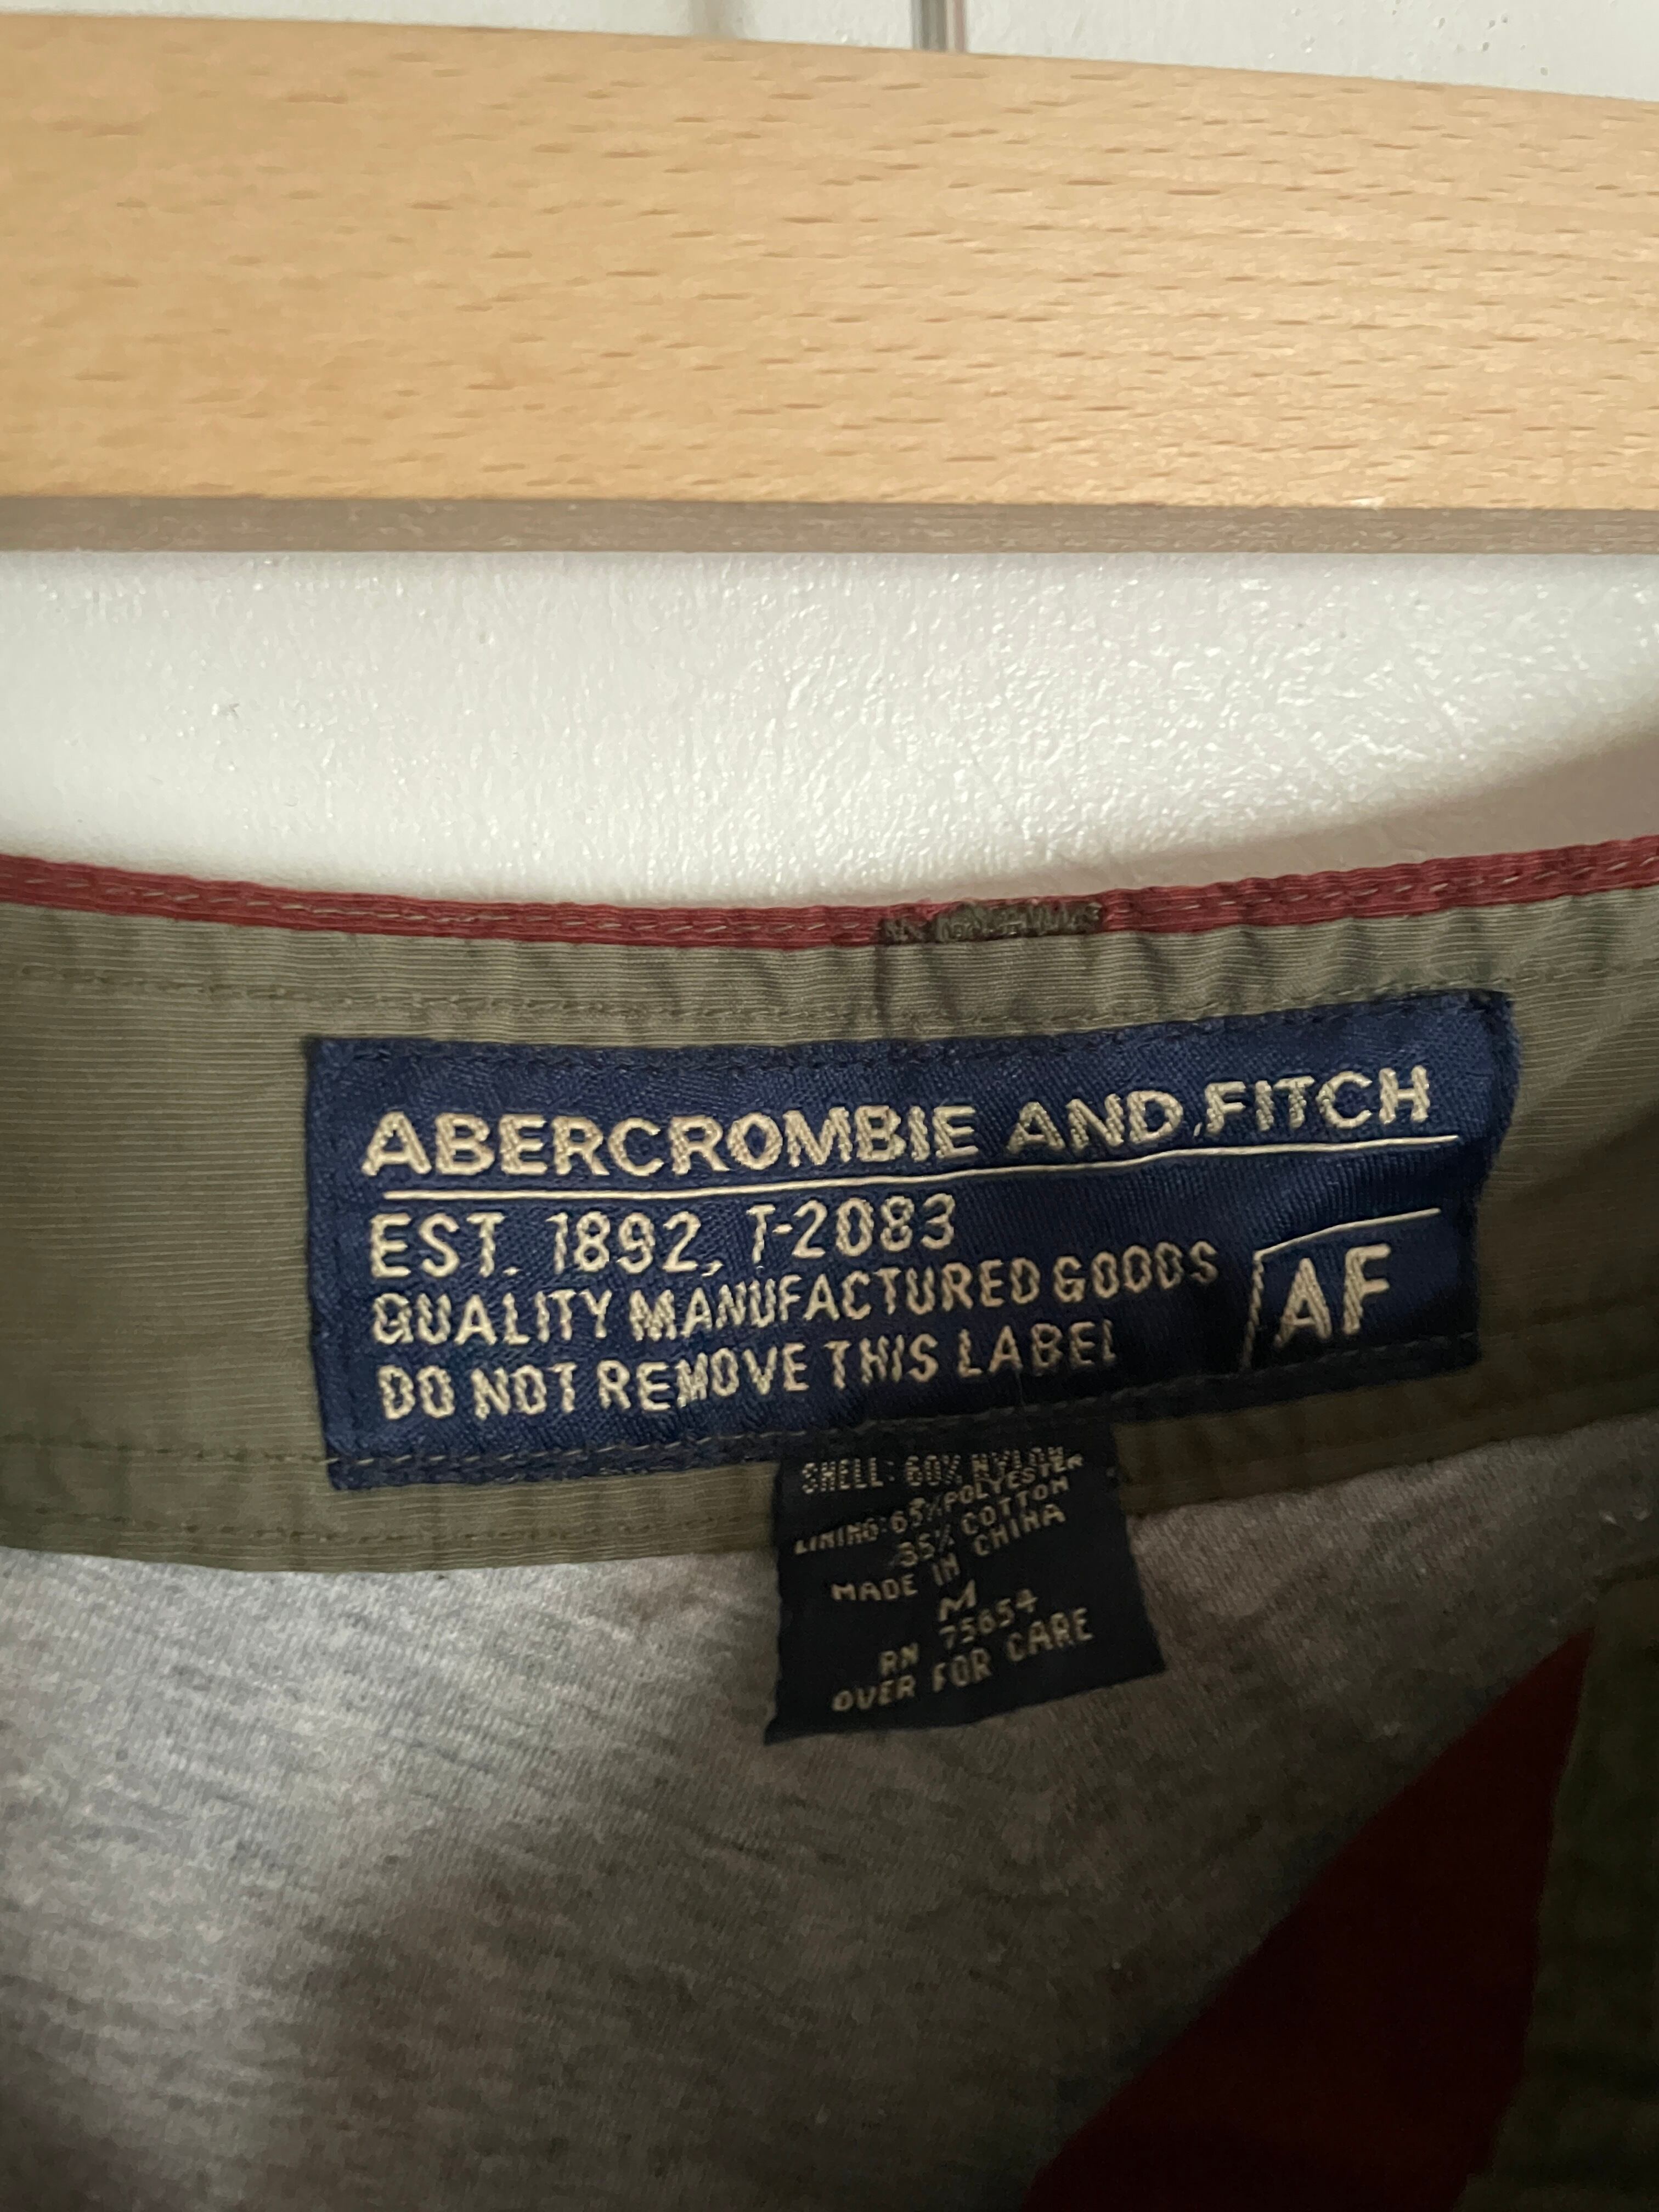 ABERCROMBIE AND FITCH
EST. 1892, T-2083
QUALITY MANUFACTURED GOODS
DO NOT REMOVE THIS LABEL
AF
SHELL: 60% NYLON
LINING: 65% POLYESTER
35% COTTON
MADE IN CHINA
M
RN 75654
OVER FOR CARE